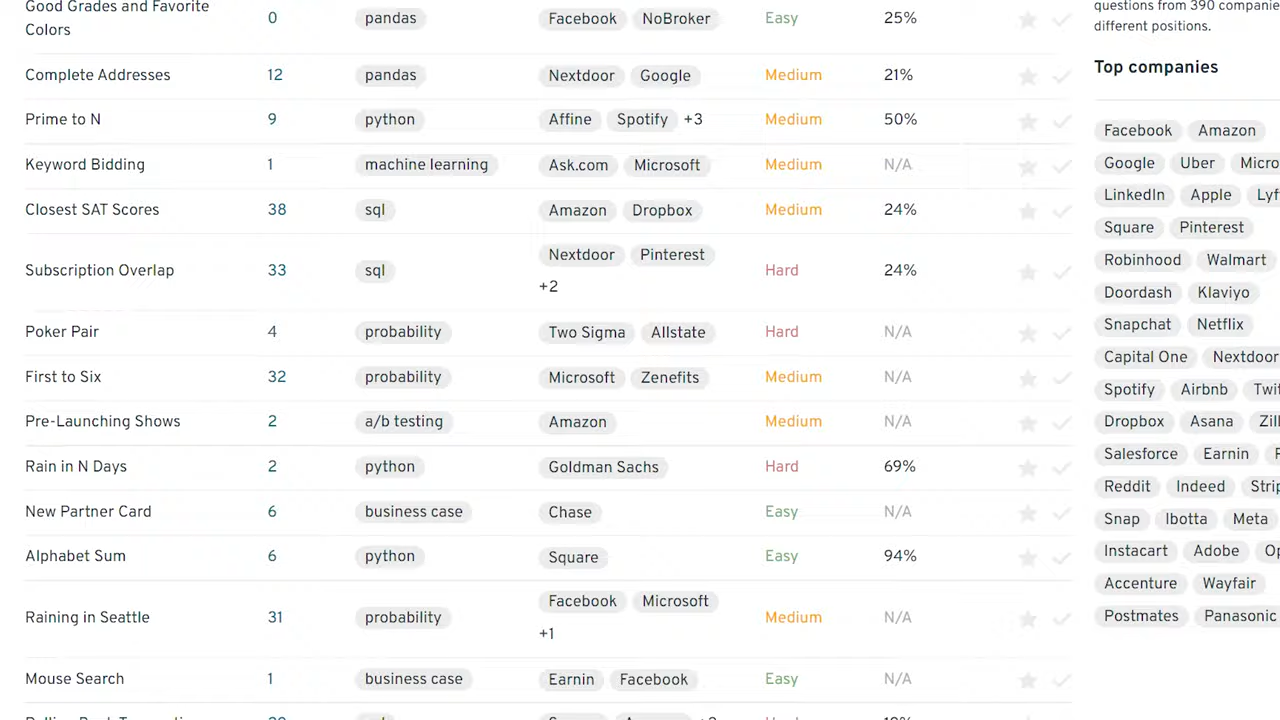 Good Grades and Favorite
Colors 0 pandas Facebook NoBroker Easy 25%
Complete Addresses 12 pandas Nextdoor Google Medium 21%
Prime to N 9 python Affine Spotify +3 Medium 50%
Keyword Bidding 1 machine learning Ask.com Microsoft Medium N/A
Closest SAT Scores 38 sql Amazon Dropbox Medium 24%
Subscription Overlap 33 sql Nextdoor Pinterest Hard 24%
+2
Poker Pair 4 probability Two Sigma Allstate Hard N/A
First to Six 32 probability Microsoft Zenefits Medium N/A
Pre-Launching Shows 2 a/b testing Amazon Medium N/A
Rain in N Days 2 python Goldman Sachs Hard 69%
New Partner Card 6 business case Chase Easy N/A
Alphabet Sum 6 python Square Easy 94%
Raining in Seattle 31 probability Facebook Microsoft Medium N/A
+1
Mouse Search 1 business case Earnin Facebook Easy N/A
questions from 390 companie
different positions.
Top companies
Facebook Amazon
Google Uber Micro
LinkedIn Apple Lyf
Square Pinterest
Robinhood Walmart
Doordash Klaviyo
Snapchat Netflix
Capital One Nextdoor
Spotify Airbnb Twi
Dropbox Asana Zil
Salesforce Earnin
Reddit Indeed Strip
Snap Ibotta Meta
Instacart Adobe Op
Accenture Wayfair
Postmates Panasonic